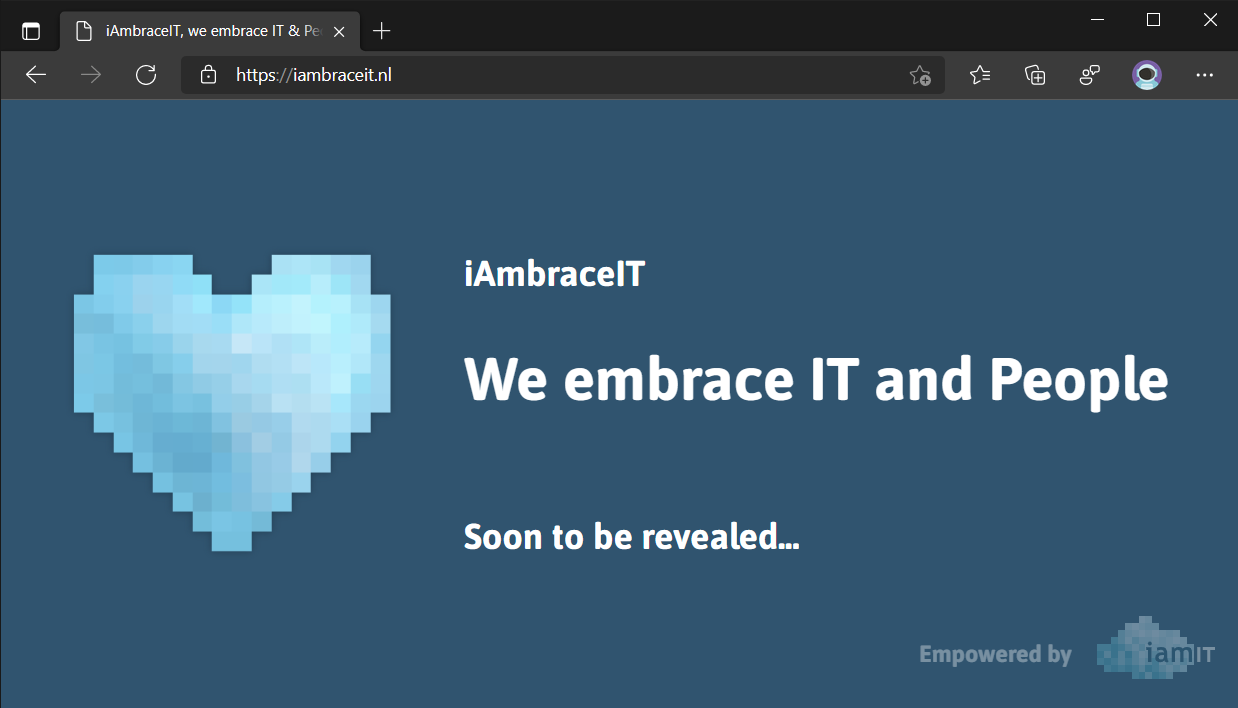 iAmbraceIT, we embrace IT & Pe
https://iambraceit.nl
iAmbraceIT
We embrace IT and People
Soon to be revealed...
Empowered by
iamIT